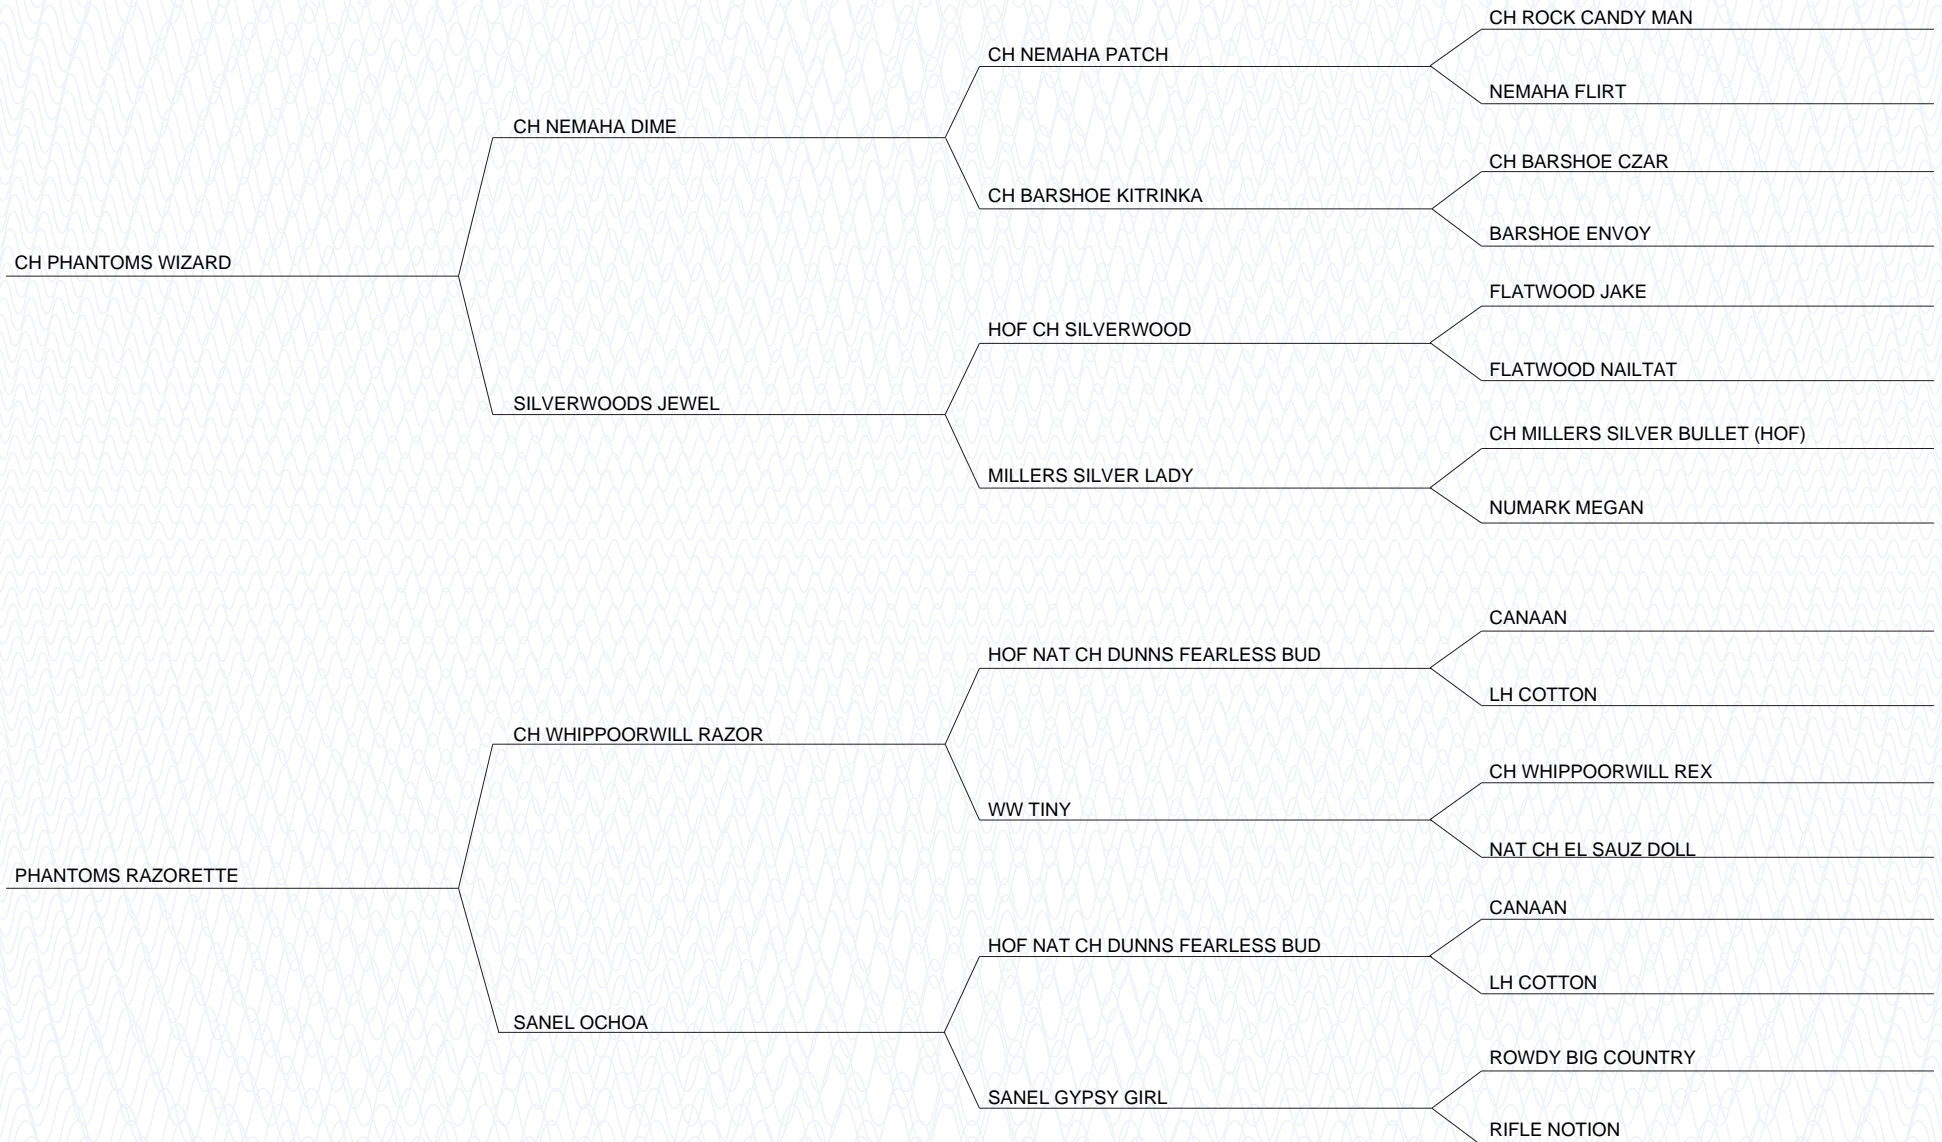 CH ROCK CANDY MAN
CH NEMAHA PATCH
NEMAHA FLIRT
CH NEMAHA DIME
CH BARSHOE CZAR
CH BARSHOE KITRINKA
BARSHOE ENVOY
CH PHANTOMS WIZARD
FLATWOOD JAKE
HOF CH SILVERWOOD
FLATWOOD NAILTAT
SILVERWOODS JEWEL
CH MILLERS SILVER BULLET (HOF)
MILLERS SILVER LADY
NUMARK MEGAN
CANAAN
HOF NAT CH DUNNS FEARLESS BUD
LH COTTON
CH WHIPPOORWILL RAZOR
CH WHIPPOORWILL REX
WW TINY
NAT CH EL SAUZ DOLL
PHANTOMS RAZORETTE
CANAAN
HOF NAT CH DUNNS FEARLESS BUD
LH COTTON
SANEL OCHOA
ROWDY BIG COUNTRY
SANEL GYPSY GIRL
RIFLE NOTION